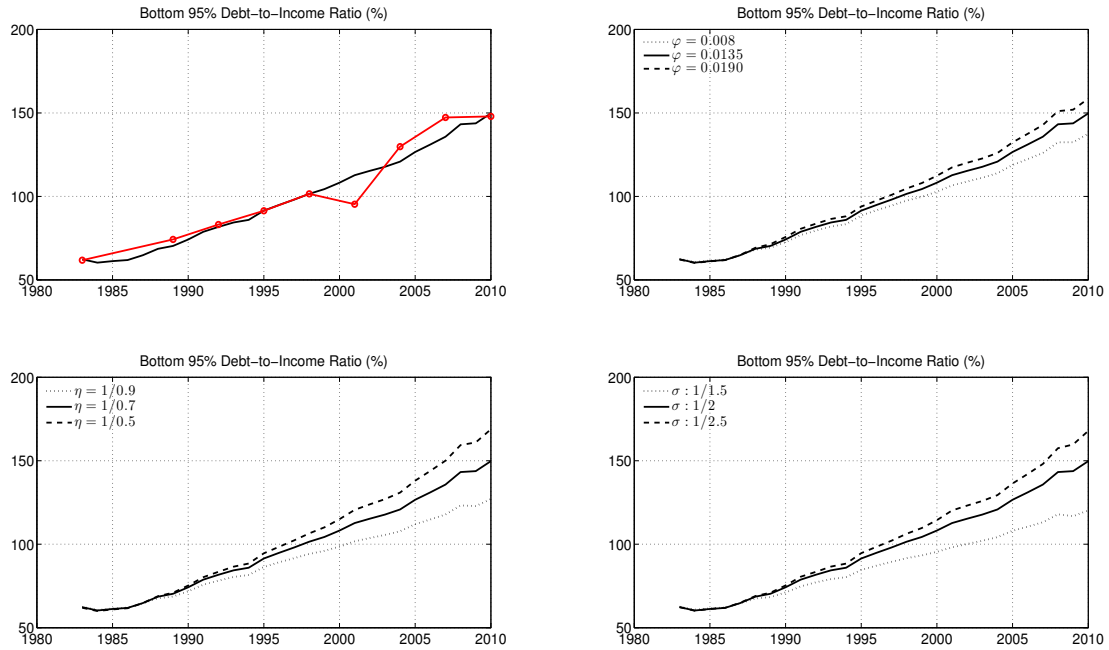 Bottom 95% Debt−to−Income Ratio (%)
200
150
100
50
1980 1985 1990 1995 2000 2005 2010
Bottom 95% Debt−to−Income Ratio (%)
φ = 0.008
φ = 0.0135
φ = 0.0190
200
150
100
50
1980 1985 1990 1995 2000 2005 2010
Bottom 95% Debt−to−Income Ratio (%)
η = 1/0.9
η = 1/0.7
η = 1/0.5
200
150
100
50
1980 1985 1990 1995 2000 2005 2010
Bottom 95% Debt−to−Income Ratio (%)
σ : 1/1.5
σ : 1/2
σ : 1/2.5
200
150
100
50
1980 1985 1990 1995 2000 2005 2010